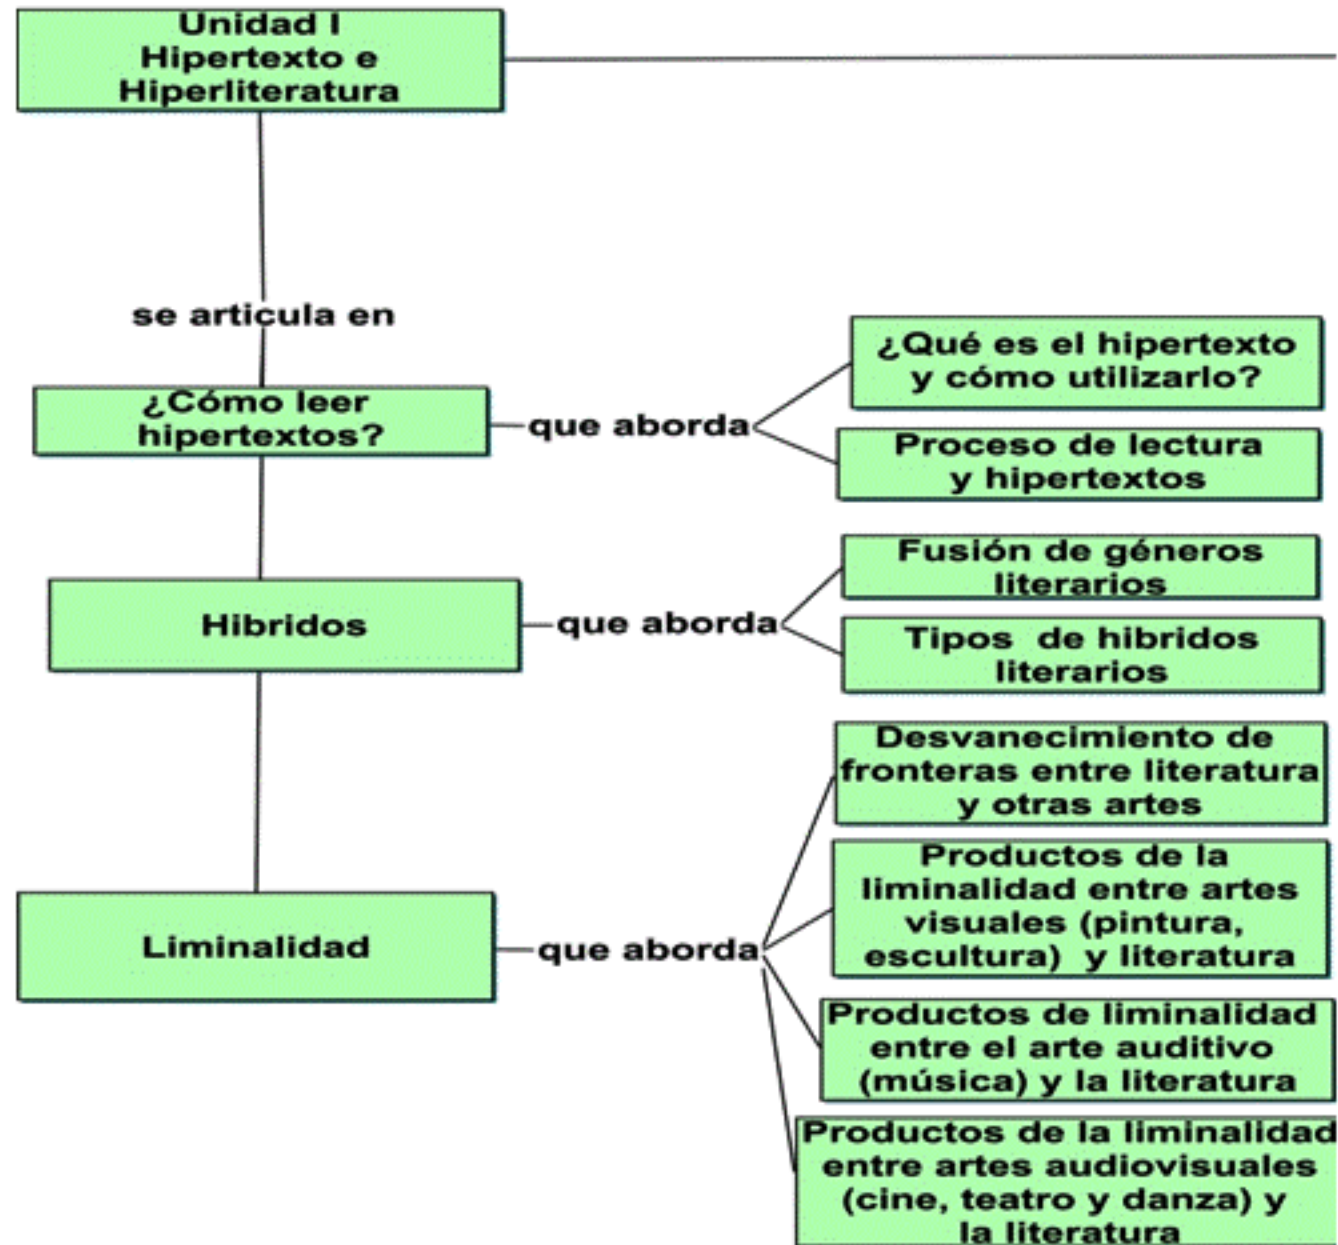 Unidad I
Hipertexto e
Hiperliteratura
se articula en
¿Cómo leer
hipertextos?
que aborda
¿Qué es el hipertexto
y cómo utilizarlo?
Proceso de lectura
y hipertextos
Hibridos
que aborda
Fusión de géneros
literarios
Tipos de hibridos
literarios
Liminalidad
que aborda
Desvanecimiento de
fronteras entre literatura
y otras artes
Productos de la
liminalidad entre artes
visuales (pintura,
escultura) y literatura
Productos de liminalidad
entre el arte auditivo
(música) y la literatura
Productos de la liminalidad
entre artes audiovisuales
(cine, teatro y danza) y
la literatura